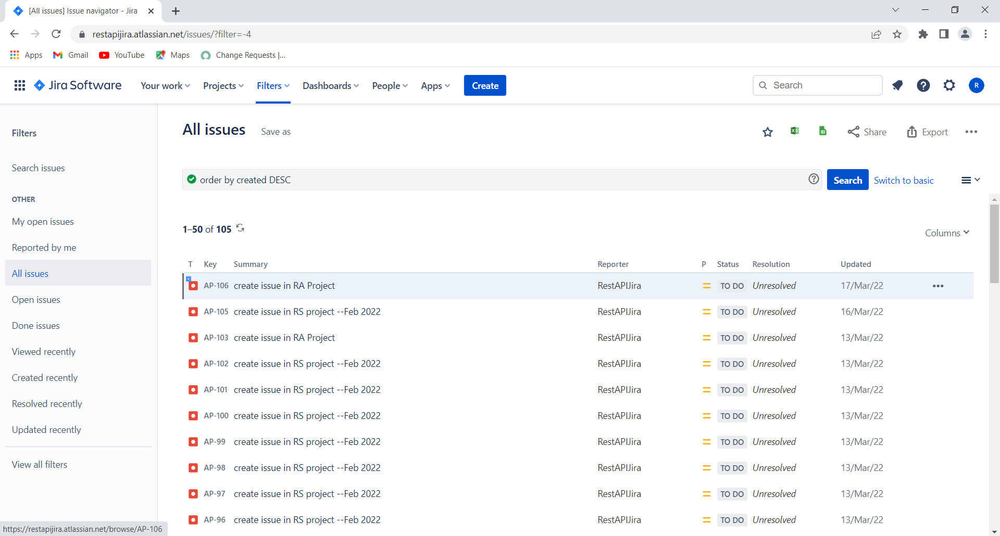 [All issues] Issue navigator - Jira
restapijira.atlassian.net/issues/?filter=-4
Apps Gmail YouTube Maps Change Requests |...
Jira Software Your work Projects Filters Dashboards People Apps Create Search R
Filters
Search issues
OTHER
My open issues
Reported by me
All issues
Open issues
Done issues
Viewed recently
Created recently
Resolved recently
Updated recently
View all filters
All issues Save as Share Export
order by created DESC Search Switch to basic
1–50 of 105 Columns
T Key Summary Reporter P Status Resolution Updated
AP-106 create issue in RA Project RestAPIJira TO DO Unresolved 17/Mar/22
AP-105 create issue in RS project --Feb 2022 RestAPIJira TO DO Unresolved 16/Mar/22
AP-103 create issue in RA Project RestAPIJira TO DO Unresolved 13/Mar/22
AP-102 create issue in RS project --Feb 2022 RestAPIJira TO DO Unresolved 13/Mar/22
AP-101 create issue in RS project --Feb 2022 RestAPIJira TO DO Unresolved 13/Mar/22
AP-100 create issue in RS project --Feb 2022 RestAPIJira TO DO Unresolved 13/Mar/22
AP-99 create issue in RS project --Feb 2022 RestAPIJira TO DO Unresolved 13/Mar/22
AP-98 create issue in RS project --Feb 2022 RestAPIJira TO DO Unresolved 13/Mar/22
AP-97 create issue in RS project --Feb 2022 RestAPIJira TO DO Unresolved 13/Mar/22
AP-96 create issue in RS project --Feb 2022 RestAPIJira TO DO Unresolved 13/Mar/22
https://restapijira.atlassian.net/browse/AP-106